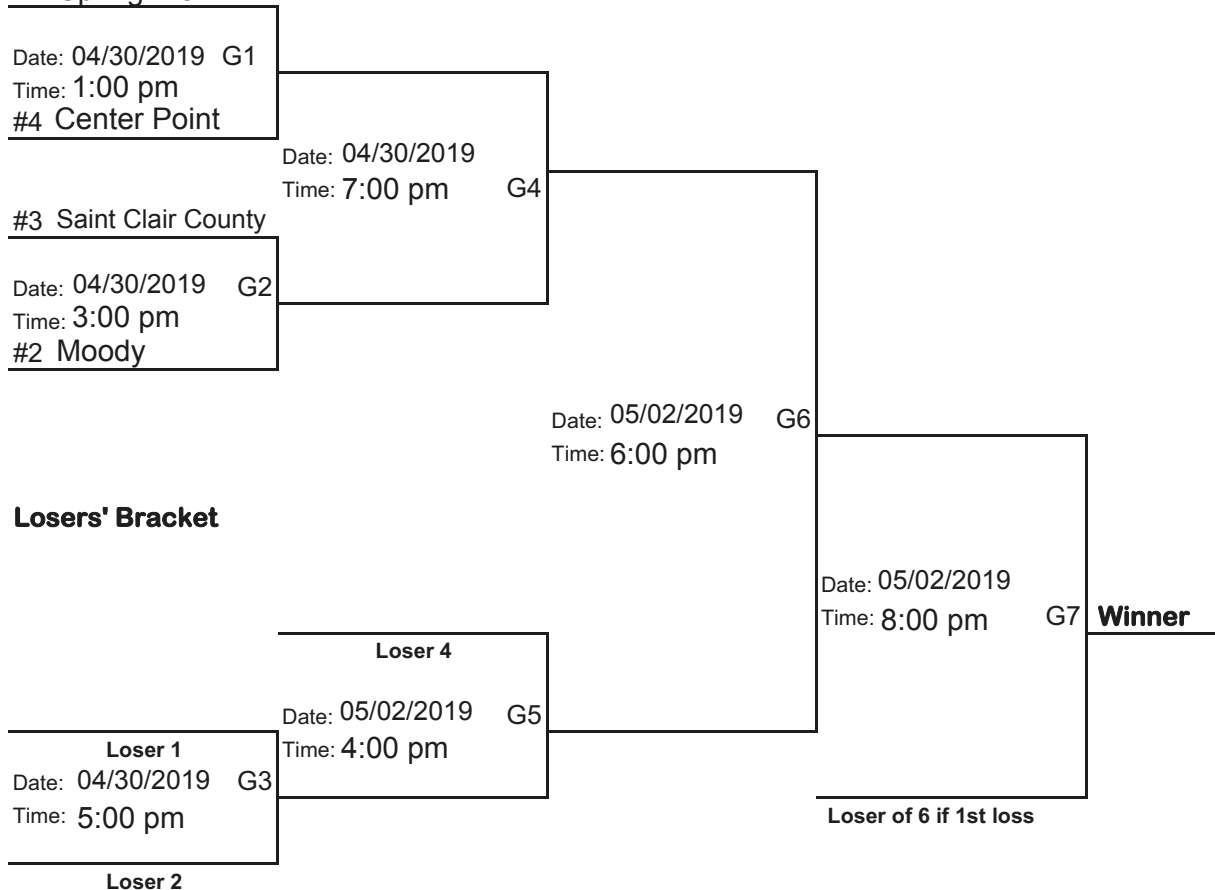 Date: 04/30/2019 G1
Time: 1:00 pm
#4 Center Point
Date: 04/30/2019
Time: 7:00 pm G4
#3 Saint Clair County
Date: 04/30/2019 G2
Time: 3:00 pm
#2 Moody
Date: 05/02/2019 G6
Time: 6:00 pm
Losers' Bracket
Date: 05/02/2019
Time: 8:00 pm G7 Winner
Loser 4
Date: 05/02/2019 G5
Time: 4:00 pm
Loser 1
Date: 04/30/2019 G3
Time: 5:00 pm
Loser of 6 if 1st loss
Loser 2